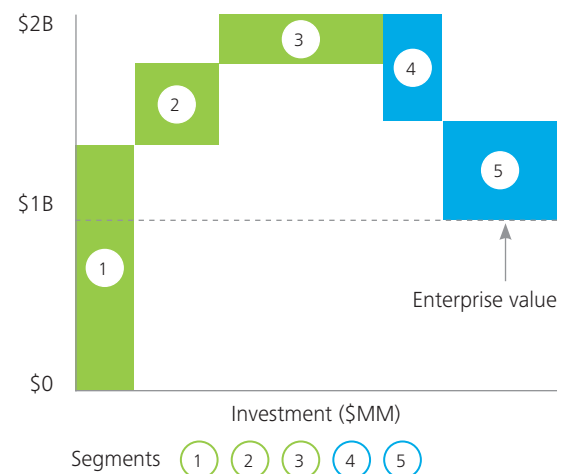 $2B
3
4
2
5
$1B
1
Enterprise value
$0
Investment ($MM)
Segments 1 2 3 4 5